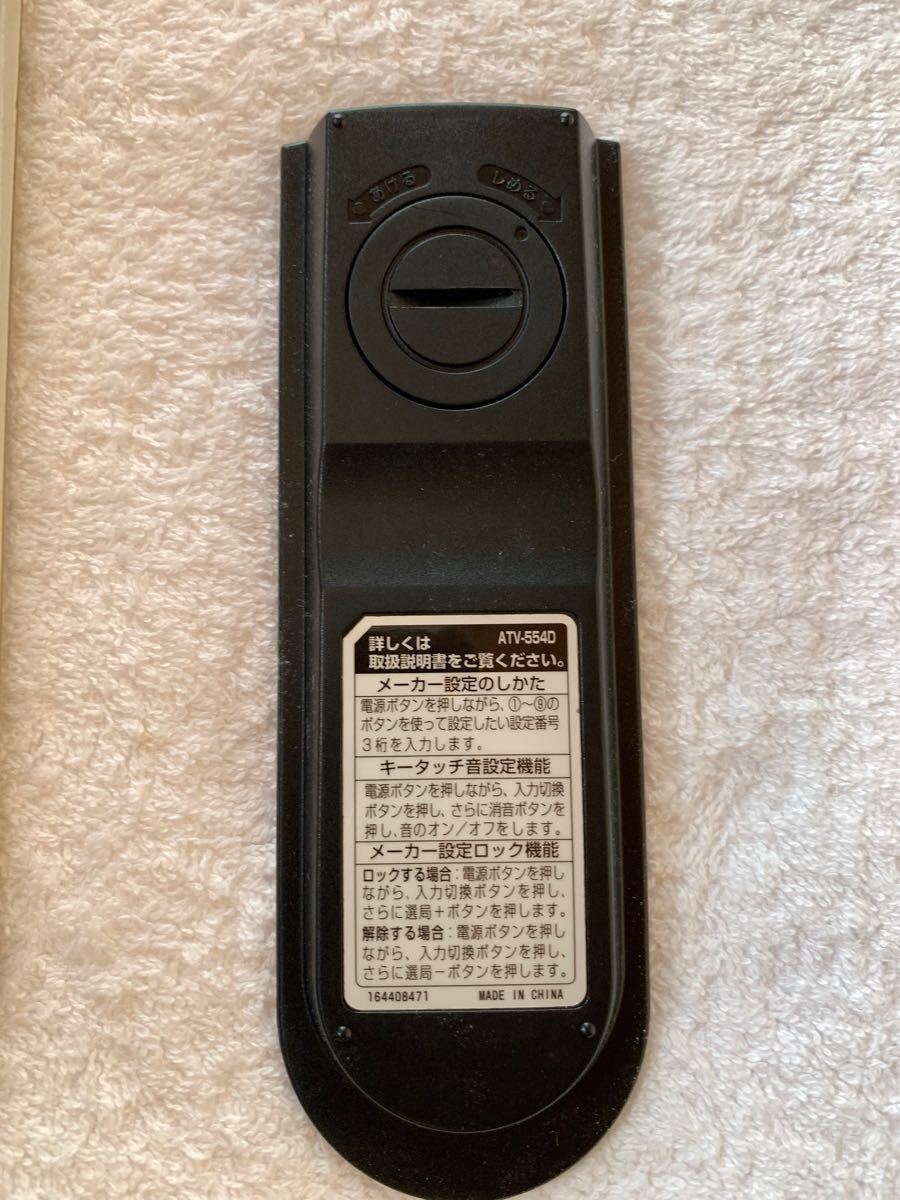 あける
しめる
詳しくは ATV-554D
取扱説明書をご覧ください。
メーカー設定のしかた
電源ボタンを押しながら、①～⑨の
ボタンを使って設定したい設定番号
3桁を入力します。
キータッチ音設定機能
電源ボタンを押しながら、入力切換
ボタンを押し、さらに消音ボタンを
押し、音のオン/オフをします。
メーカー設定ロック機能
ロックする場合：電源ボタンを押し
ながら、入力切換ボタンを押し、
さらに選局＋ボタンを押します。
解除する場合：電源ボタンを押し
ながら、入力切換ボタンを押し、
さらに選局－ボタンを押します。
164408471 MADE IN CHINA